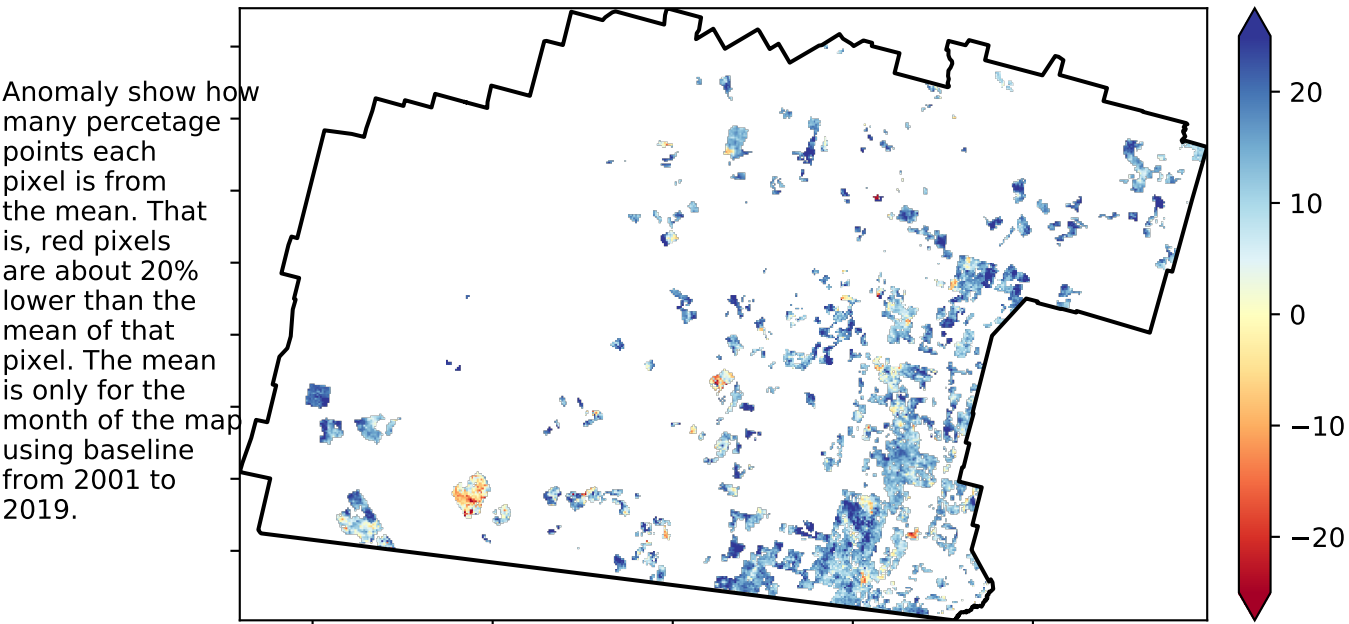 Anomaly show how
many percetage
points each
pixel is from
the mean. That
is, red pixels
are about 20%
lower than the
mean of that
pixel. The mean
is only for the
month of the map
using baseline
from 2001 to
2019.
20
10
0
−10
−20